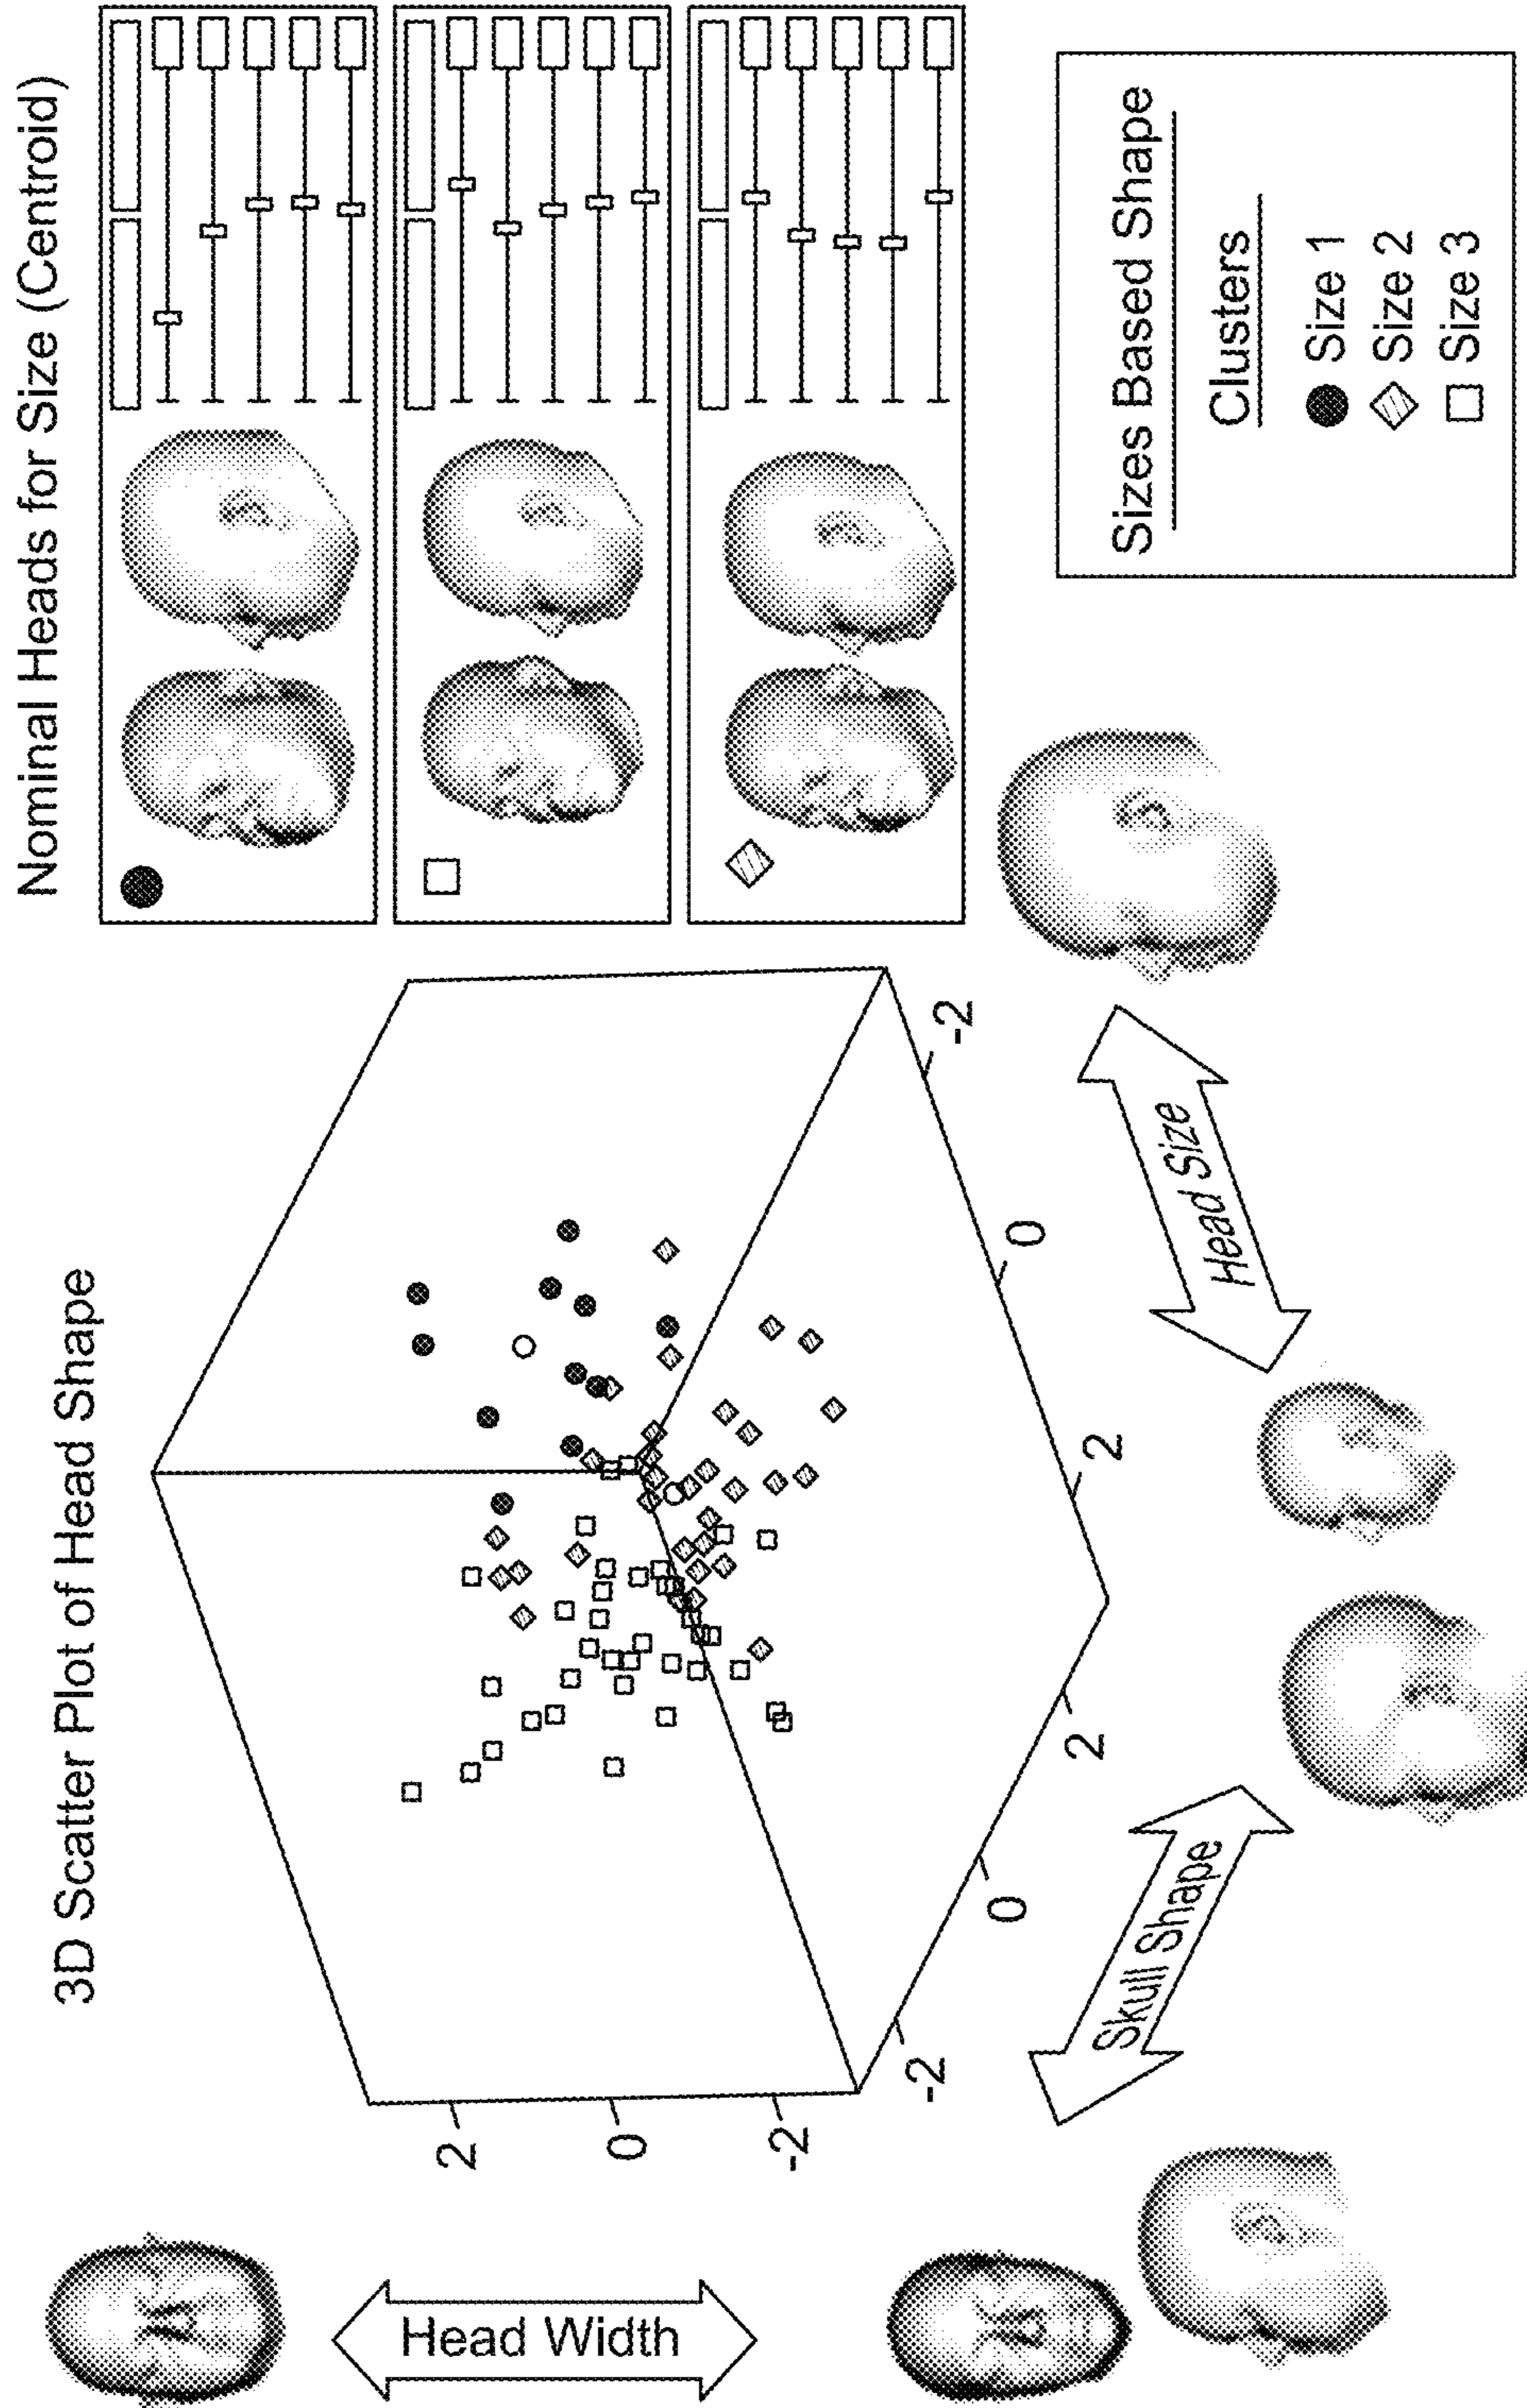 3D Scatter Plot of Head Shape
Nominal Heads for Size (Centroid)
Head Width
2
0
-2
-2
0
2
Skull Shape
2
0
-2
Head Size
Sizes Based Shape
Clusters
Size 1
Size 2
Size 3